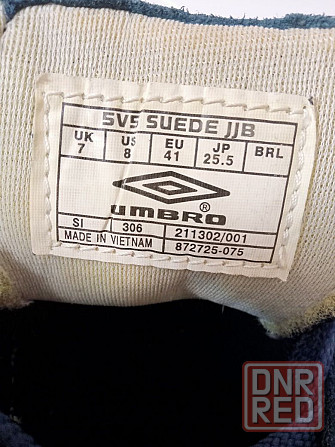 SV5 SUEDE JJB
UK US EU JP BRL
7 8 41 25.5
umbro®
SI 306 211302/001
MADE IN VIETNAM 872725-075
DNR
RED